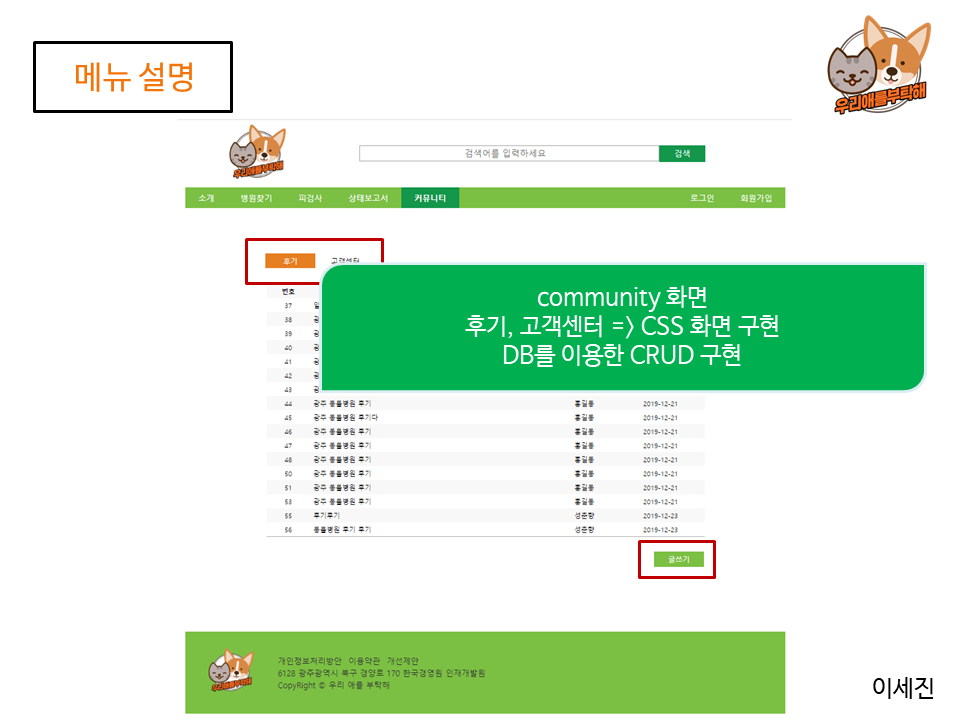 메뉴 설명
우리애를부탁해
우리애를부탁해
검색어를 입력하세요 검색
소개 병원찾기 피검사 상태보고서 커뮤니티 로그인 회원가입
후기 고객센터
community 화면
후기, 고객센터 => CSS 화면 구현
DB를 이용한 CRUD 구현
번호
37
38 광
39 광
40 광
41 광
42 광
43 광
44 광주 동물병원 후기 홍길동 2019-12-21
45 광주 동물병원 후기다 홍길동 2019-12-21
46 광주 동물병원 후기 홍길동 2019-12-21
47 광주 동물병원 후기 홍길동 2019-12-21
48 광주 동물병원 후기 홍길동 2019-12-21
50 광주 동물병원 후기 홍길동 2019-12-21
51 광주 동물병원 후기 홍길동 2019-12-21
53 광주 동물병원 후기 홍길동 2019-12-21
55 후기후기 성춘향 2019-12-23
56 동물병원 후기 후기 성춘향 2019-12-23
글쓰기
우리애를부탁해
개인정보처리방안 이용약관 개선제안
6128 광주광역시 북구 경양로 170 한국경영원 인재개발원
CopyRight © 우리 애를 부탁해
이세진